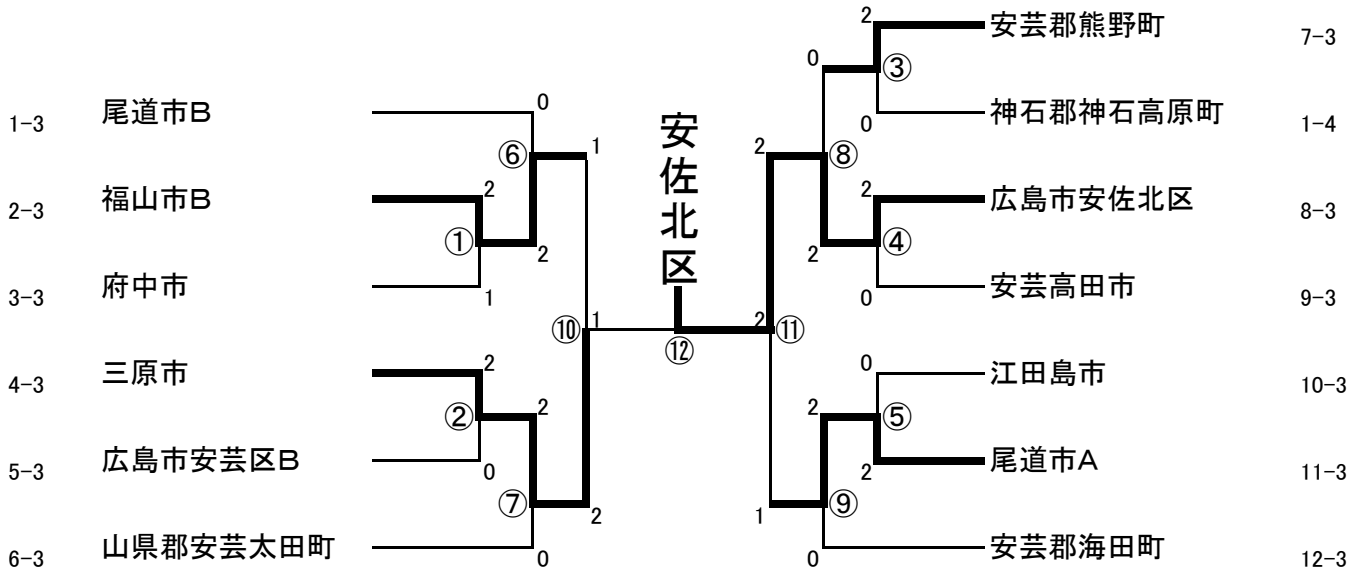 2 安芸郡熊野町 7-3
0 ③
0 神石郡神石高原町 1-4
1-3 尾道市B 0
⑥ 1
2-3 福山市B 2
① 2
3-3 府中市 1
安佐北区
2 ⑧
2 広島市安佐北区 8-3
2 ④
0 安芸高田市 9-3
⑩ 1 ⑫ 2 ⑪
4-3 三原市 2
② 2
5-3 広島市安芸区B 0
⑦ 2
6-3 山県郡安芸太田町 0
0 江田島市 10-3
2 ⑤
2 尾道市A 11-3
1 ⑨
0 安芸郡海田町 12-3